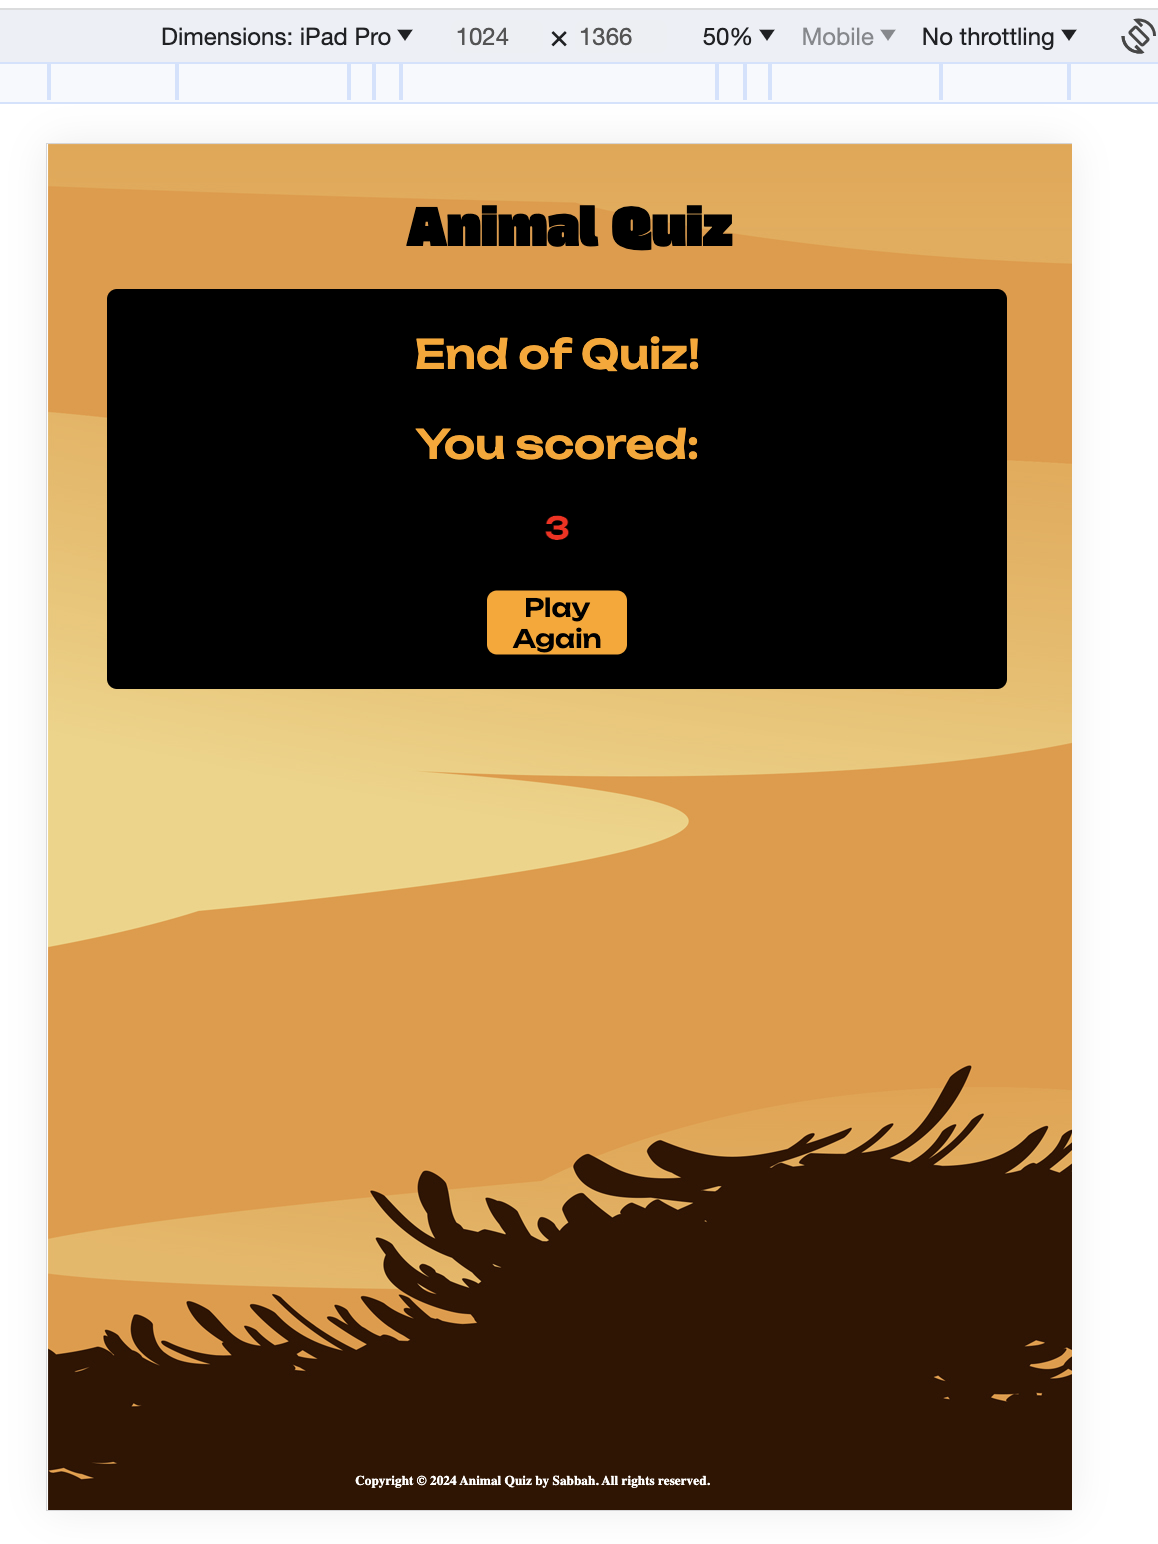 Dimensions: iPad Pro 1024 × 1366 50% Mobile No throttling
Animal Quiz
End of Quiz!
You scored:
3
Play
Again
Copyright © 2024 Animal Quiz by Sabbah. All rights reserved.